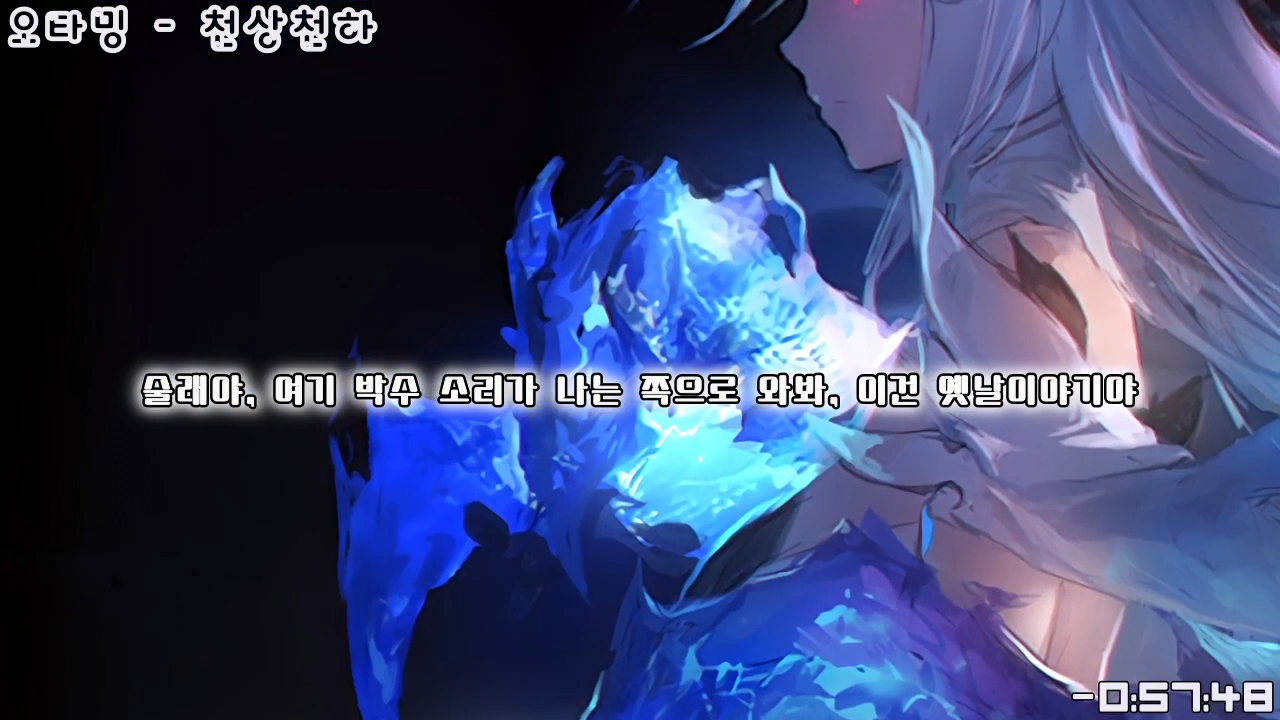 요타밍 - 천상천하
술래야, 여기 박수 소리가 나는 쪽으로 와봐, 이건 옛날이야기야
-0:57:48